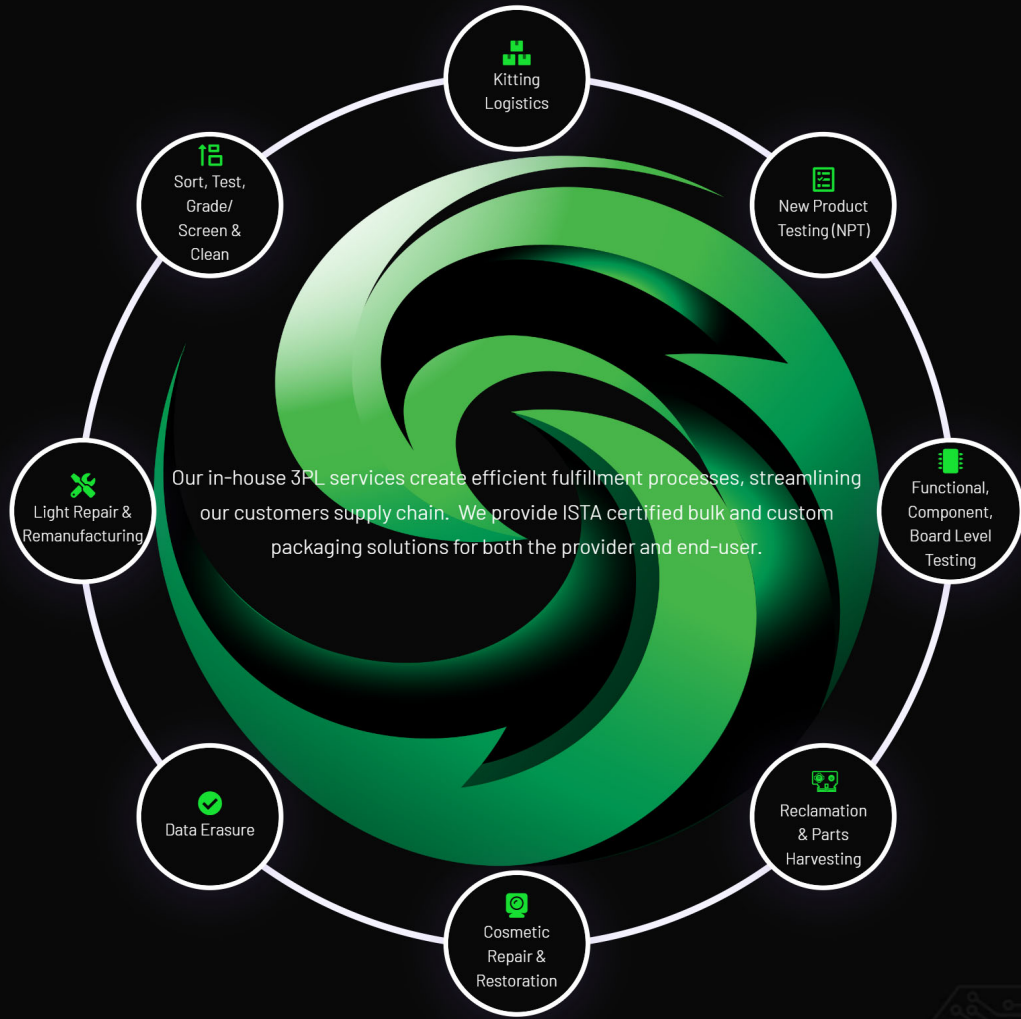 Kitting
Logistics
New Product
Testing (NPT)
Functional,
Component,
Board Level
Testing
Reclamation
& Parts
Harvesting
Cosmetic
Repair &
Restoration
Data Erasure
Light Repair &
Remanufacturing
Sort, Test,
Grade/
Screen &
Clean
Our in-house 3PL services create efficient fulfillment processes, streamlining
our customers supply chain.  We provide ISTA certified bulk and custom
packaging solutions for both the provider and end-user.